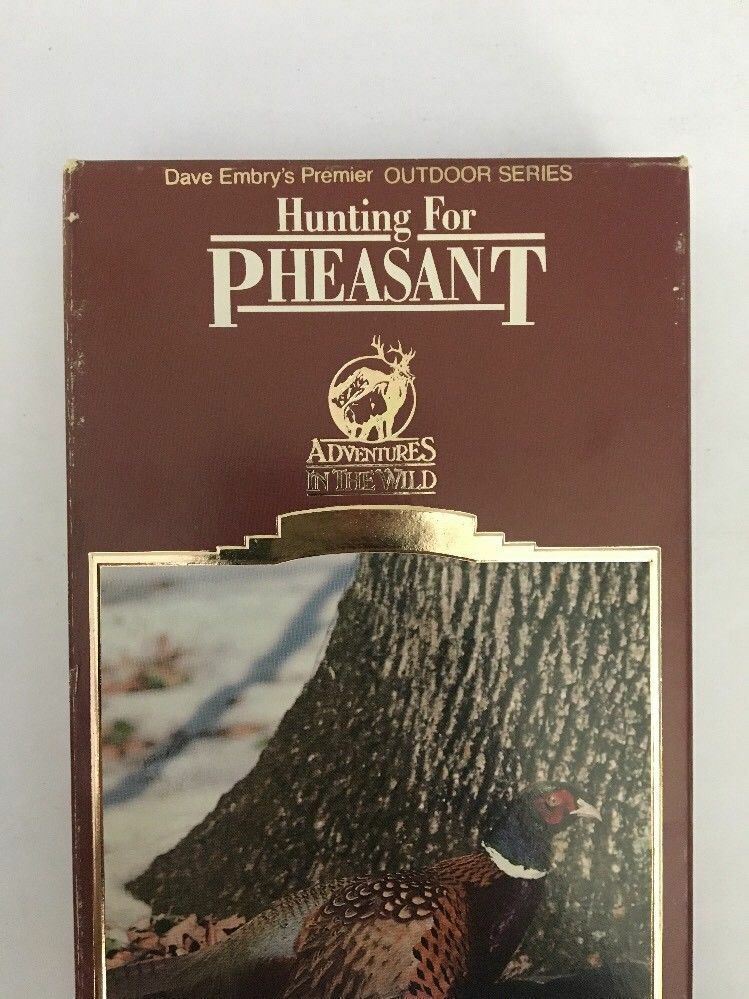 Dave Embry's Premier OUTDOOR SERIES
Hunting For
PHEASANT
ADVENTURES
IN THE WILD